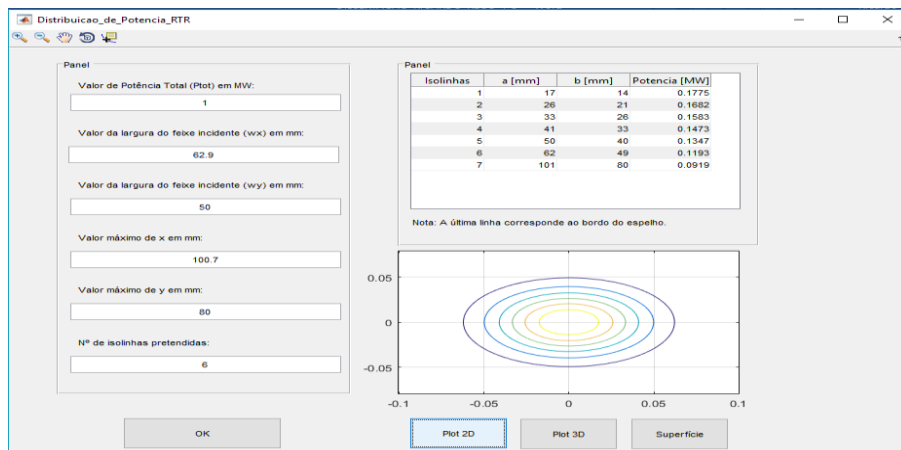 Distribuicao_de_Potencia_RTR
Panel
Valor de Potência Total (Ptot) em MW:
1
Valor da largura do feixe incidente (wx) em mm:
62.9
Valor da largura do feixe incidente (wy) em mm:
50
Valor máximo de x em mm:
100.7
Valor máximo de y em mm:
80
Nº de isolinhas pretendidas:
6
OK
Panel
Isolinhas a [mm] b [mm] Potencia [MW]
1 17 14 0.1775
2 26 21 0.1682
3 33 26 0.1583
4 41 33 0.1473
5 50 40 0.1347
6 62 49 0.1193
7 101 80 0.0919
Nota: A última linha corresponde ao bordo do espelho.
0.05
0
-0.05
-0.1 -0.05 0 0.05 0.1
Plot 2D Plot 3D Superfície